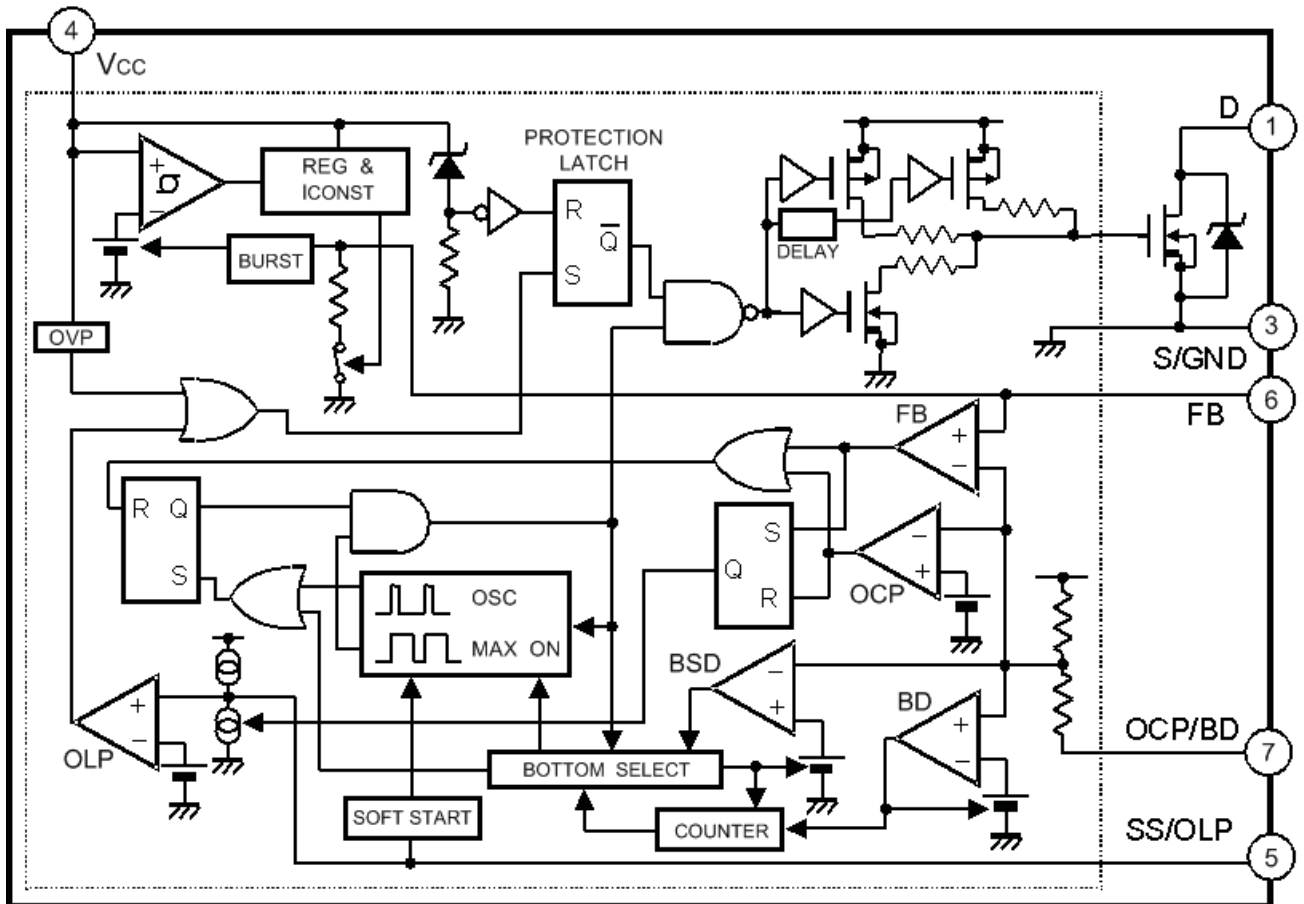 4
VCC
D
1
PROTECTION
LATCH
+
−
REG &
ICONST
R
Q
S
BURST
DELAY
OVP
3
S/GND
6
FB
FB
+
−
R
Q
S
S
Q
R
−
+
OCP
OSC
MAX ON
BSD
−
+
BD
+
−
OCP/BD
7
+
−
OLP
BOTTOM SELECT
SOFT START
COUNTER
SS/OLP
5